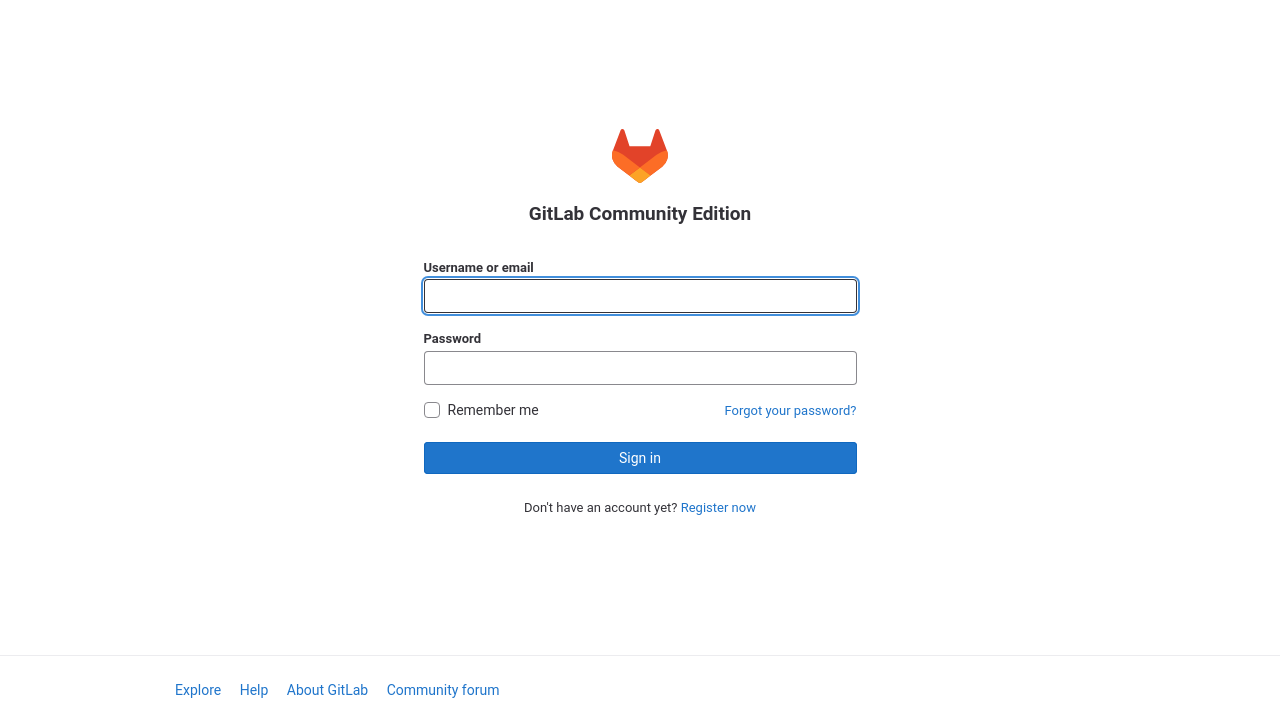 GitLab Community Edition
Username or email
Password
Remember me
Forgot your password?
Sign in
Don't have an account yet? Register now
Explore Help About GitLab Community forum